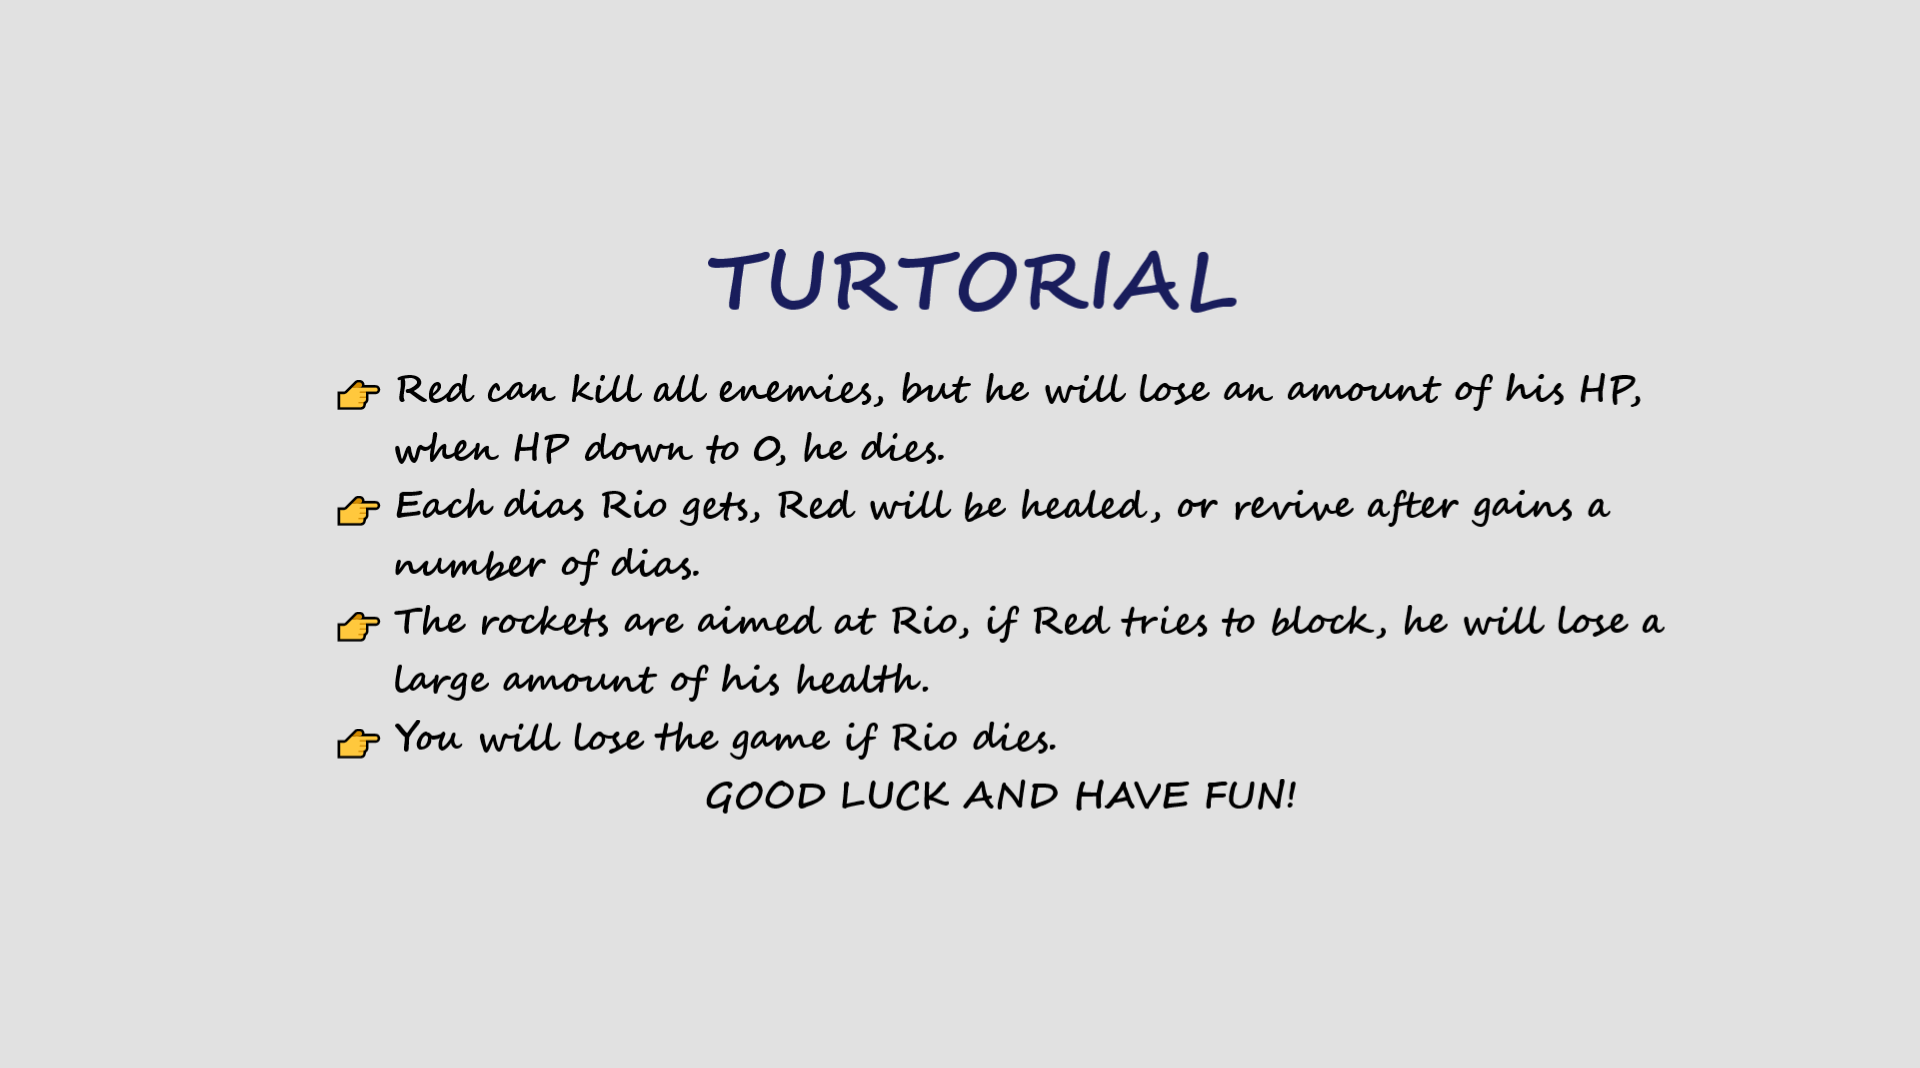 TURTORIAL
👉 Red can kill all enemies, but he will lose an amount of his HP,
when HP down to 0, he dies.
👉 Each dias Rio gets, Red will be healed, or revive after gains a
number of dias.
👉 The rockets are aimed at Rio, if Red tries to block, he will lose a
large amount of his health.
👉 You will lose the game if Rio dies.
GOOD LUCK AND HAVE FUN!